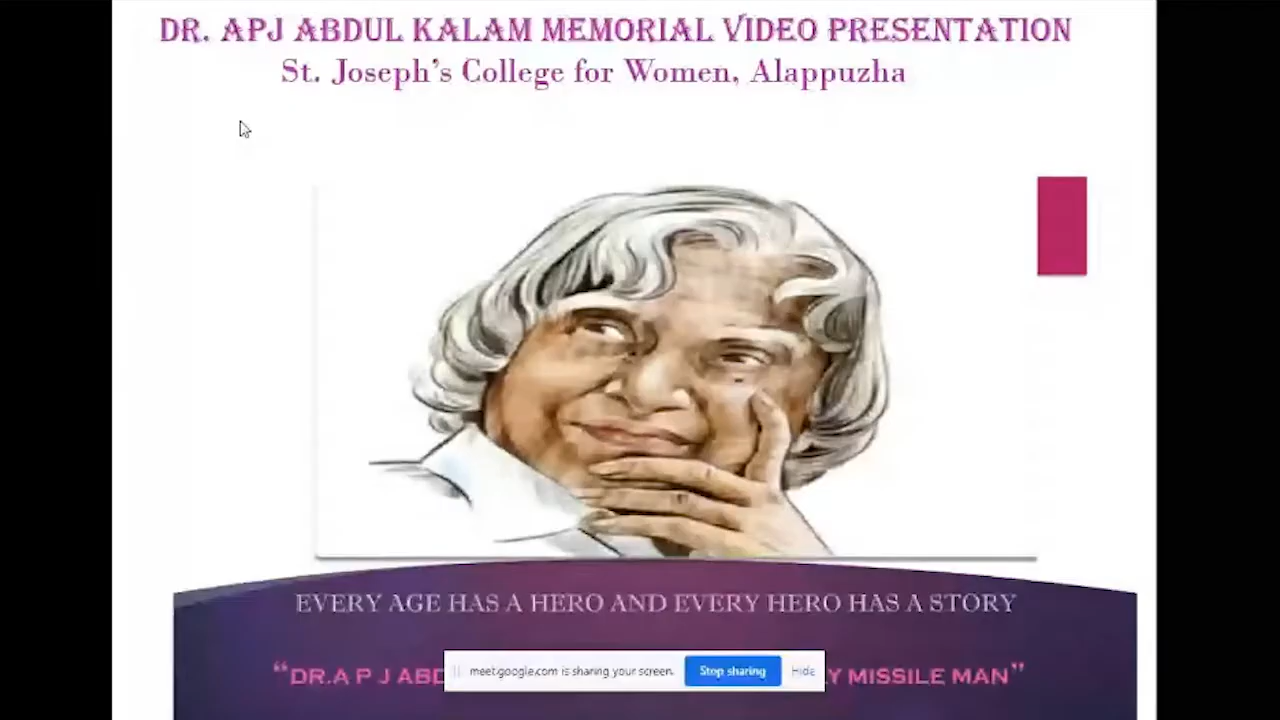 DR. APJ ABDUL KALAM MEMORIAL VIDEO PRESENTATION
St. Joseph's College for Women, Alappuzha
EVERY AGE HAS A HERO AND EVERY HERO HAS A STORY
meet.google.com is sharing your screen. Stop sharing Hide
"DR.A P J MISSILE MAN"